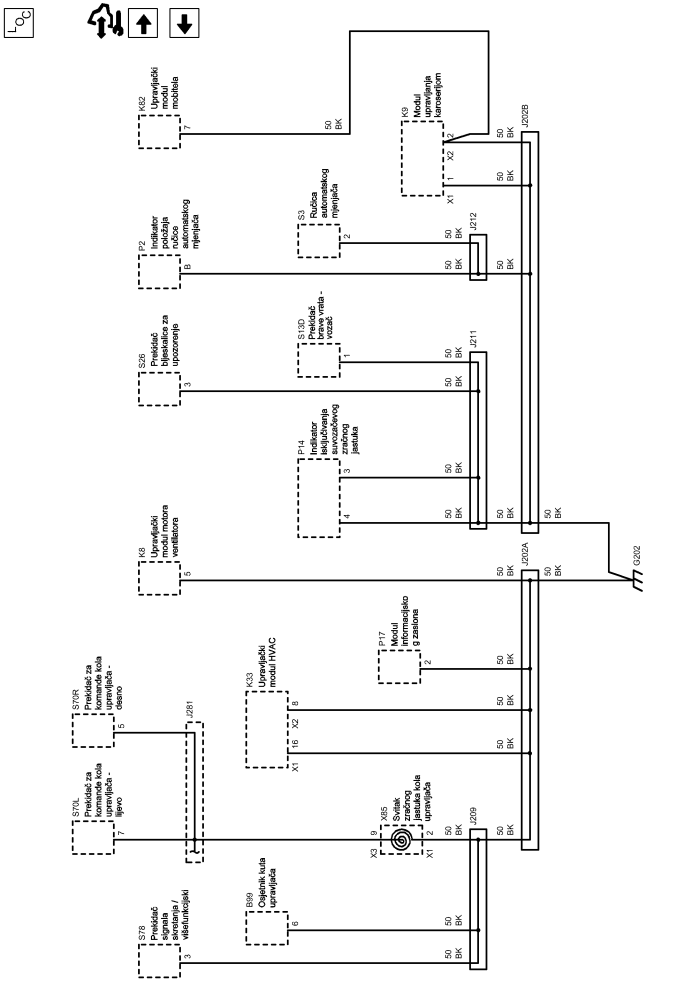 LOC
K82
Upravljački
modul
mobitela
7
50
BK
K9
Modul
upravljanja
karoserijom
2
X2
1
X1
50
BK
50
BK
J202B
P2
Indikator
položaja
ručice
automatskog
mjenjača
B
S3
Ručica
automatskog
mjenjača
2
50
BK
50
BK
J212
50
BK
S26
Prekidač
bljeskalice za
upozorenje
3
S13D
Prekidač
brave vrata -
vozač
1
50
BK
50
BK
J211
P14
Indikator
isključivanja
suvozačevog
zračnog
jastuka
3
4
50
BK
50
BK
50
BK
50
BK
K8
Upravljački
modul motora
ventilatora
5
50
BK
J202A
50
BK
G202
P17
Modul
informacijsko
g zaslona
2
50
BK
K33
Upravljački
modul HVAC
8
X2
16
X1
50
BK
50
BK
S70R
Prekidač za
komande kola
upravljača -
desno
5
J281
S70L
Prekidač za
komande kola
upravljača -
lijevo
7
X85
Svitak
zračnog
jastuka kola
upravljača
9
X3
2
X1
50
BK
J209
50
BK
B99
Osjetnik kuta
upravljača
6
50
BK
S78
Prekidač
signala
skretanja /
višefunkcijski
3
50
BK